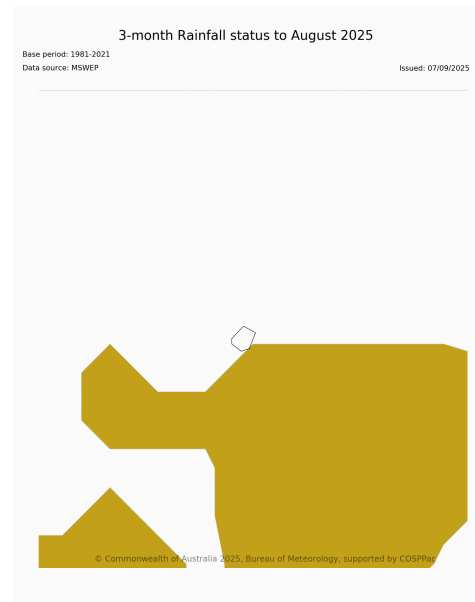 3-month Rainfall status to August 2025
Base period: 1981-2021
Data source: MSWEP
Issued: 07/09/2025
© Commonwealth of Australia 2025, Bureau of Meteorology, supported by COSPPac